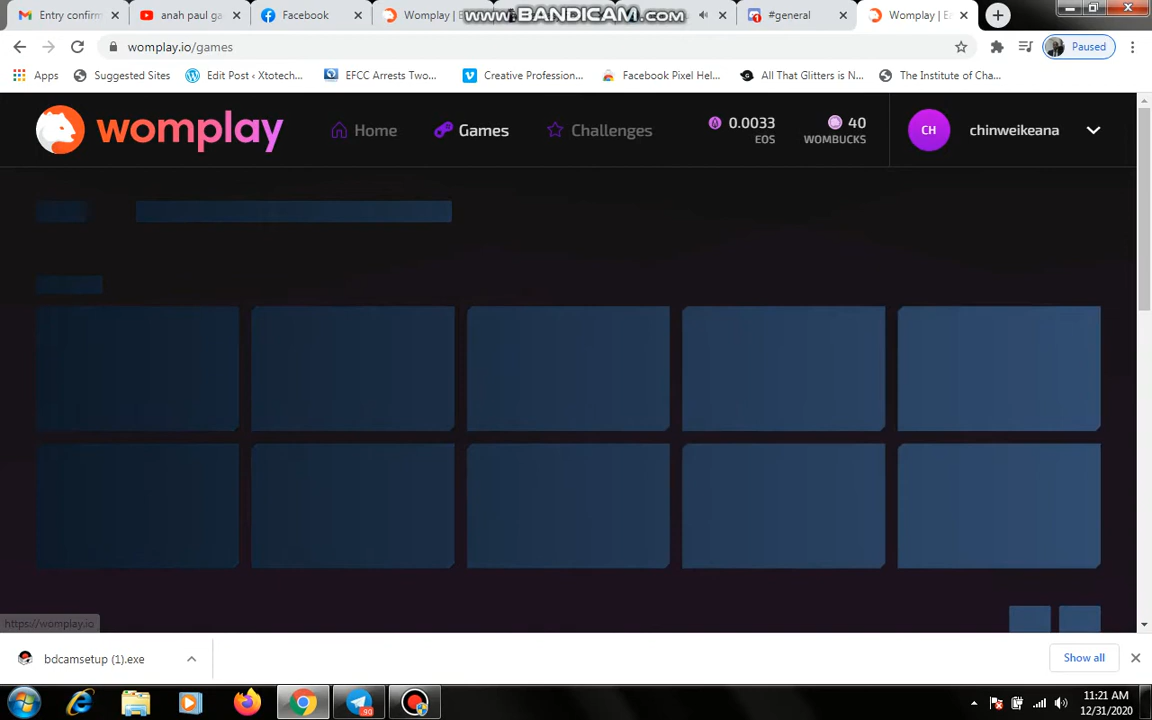 Entry confirm
anah paul ga
Facebook
Womplay | E
www.BANDICAM.com
#general
Womplay | E
womplay.io/games
Paused
Apps
Suggested Sites
Edit Post ‹ Xtotech...
EFCC Arrests Two...
Creative Profession...
Facebook Pixel Hel...
All That Glitters is N...
The Institute of Cha...
womplay
Home
Games
Challenges
0.0033
EOS
40
WOMBUCKS
CH
chinweikeana
https://womplay.io
bdcamsetup (1).exe
Show all
90
11:21 AM
12/31/2020